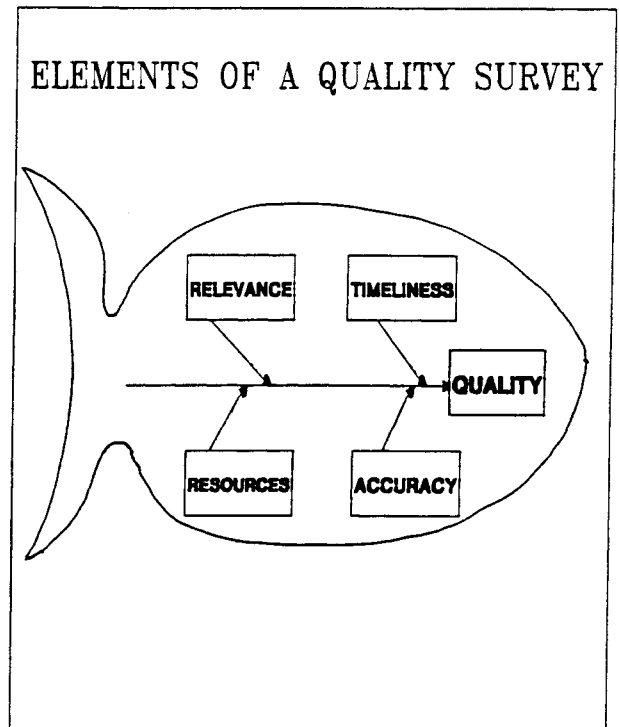 ELEMENTS OF A QUALITY SURVEY
RELEVANCE TIMELINESS
QUALITY
RESOURCES ACCURACY